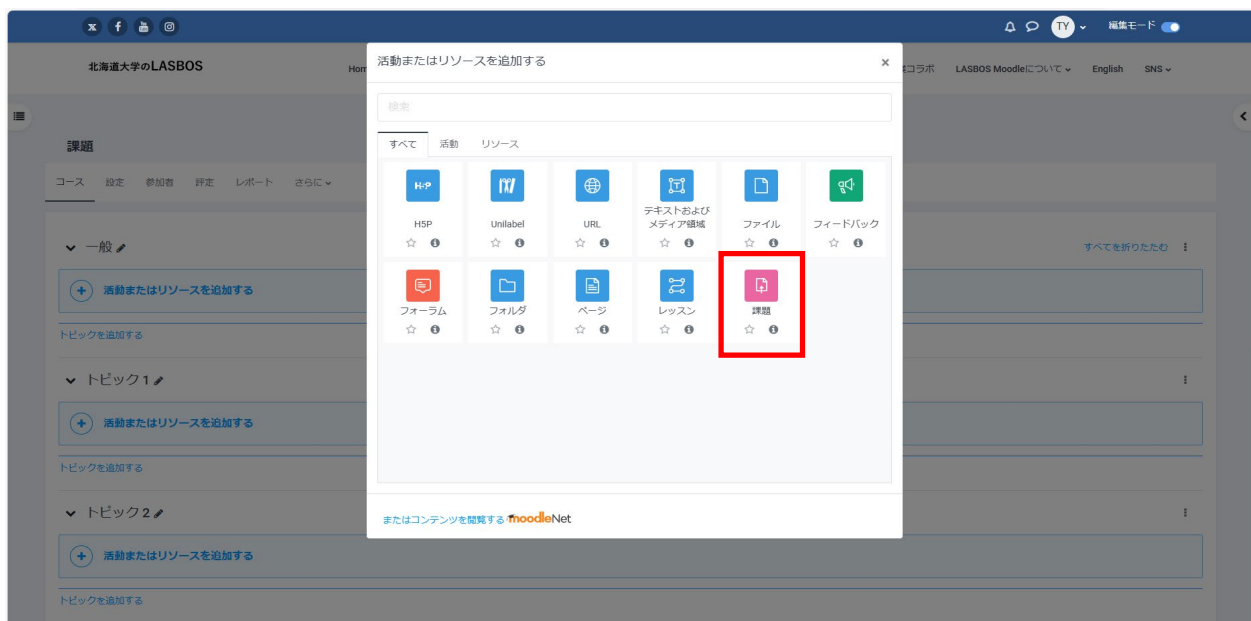 TY
編集モード
北海道大学のLASBOS
Hom
コラボ
LASBOS Moodleについて
English
SNS
活動またはリソースを追加する
検索
すべて
活動
リソース
H5P
Unilabel
URL
テキストおよび
メディア領域
ファイル
フィードバック
フォーラム
フォルダ
ページ
レッスン
課題
またはコンテンツを閲覧する moodleNet
課題
コース
設定
参加者
評定
レポート
さらに
一般
すべてを折りたたむ
活動またはリソースを追加する
トピックを追加する
トピック 1
活動またはリソースを追加する
トピックを追加する
トピック 2
活動またはリソースを追加する
トピックを追加する